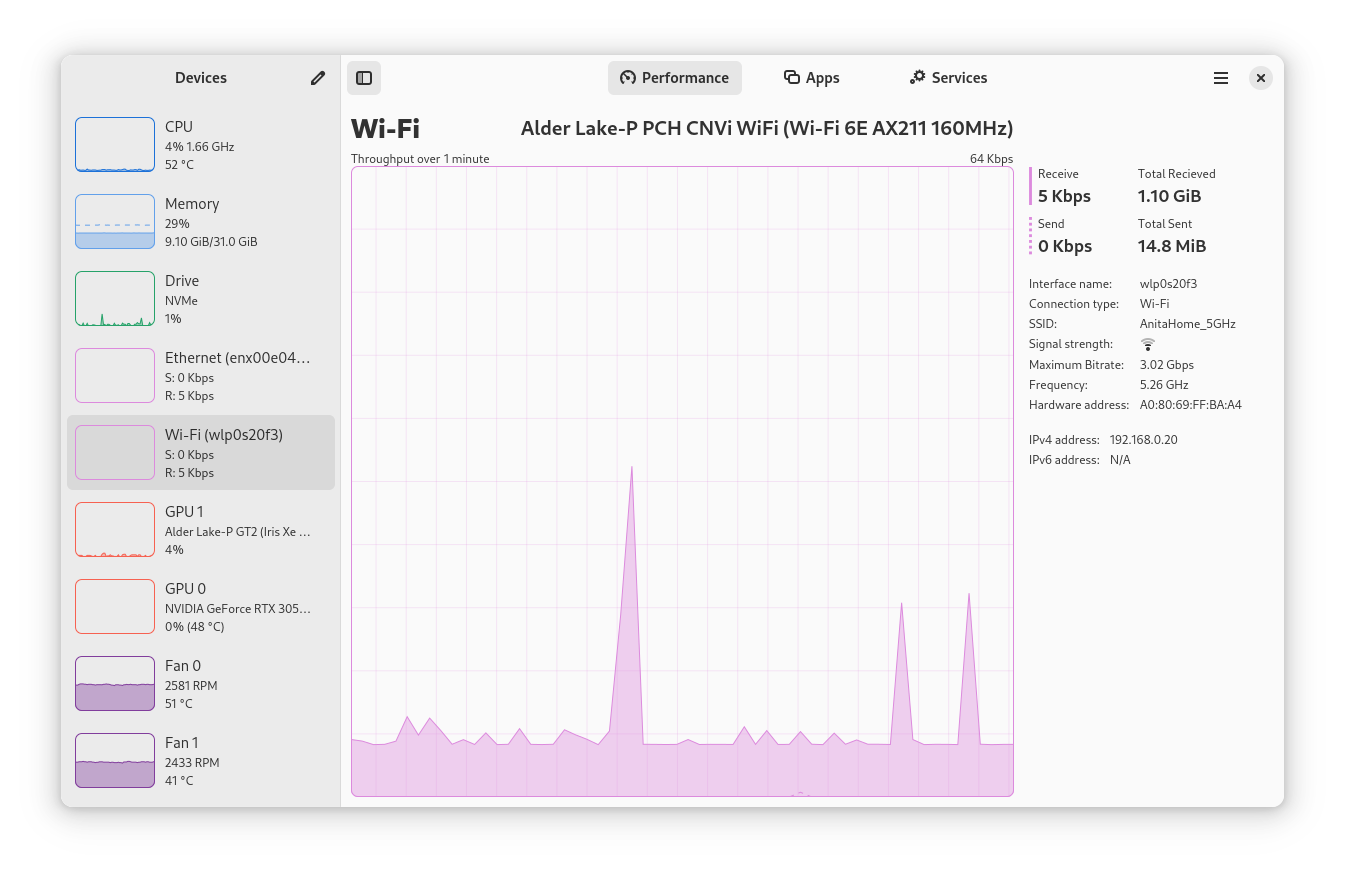 Devices
Performance
Apps
Services
CPU
4% 1.66 GHz
52 °C
Memory
29%
9.10 GiB/31.0 GiB
Drive
NVMe
1%
Ethernet (enx00e04…
S: 0 Kbps
R: 5 Kbps
Wi-Fi (wlp0s20f3)
S: 0 Kbps
R: 5 Kbps
GPU 1
Alder Lake-P GT2 (Iris Xe …
4%
GPU 0
NVIDIA GeForce RTX 305…
0% (48 °C)
Fan 0
2581 RPM
51 °C
Fan 1
2433 RPM
41 °C
Wi-Fi
Alder Lake-P PCH CNVi WiFi (Wi-Fi 6E AX211 160MHz)
Throughput over 1 minute
64 Kbps
Receive
5 Kbps
Total Recieved
1.10 GiB
Send
0 Kbps
Total Sent
14.8 MiB
Interface name: wlp0s20f3
Connection type: Wi-Fi
SSID: AnitaHome_5GHz
Signal strength:
Maximum Bitrate: 3.02 Gbps
Frequency: 5.26 GHz
Hardware address: A0:80:69:FF:BA:A4
IPv4 address: 192.168.0.20
IPv6 address: N/A